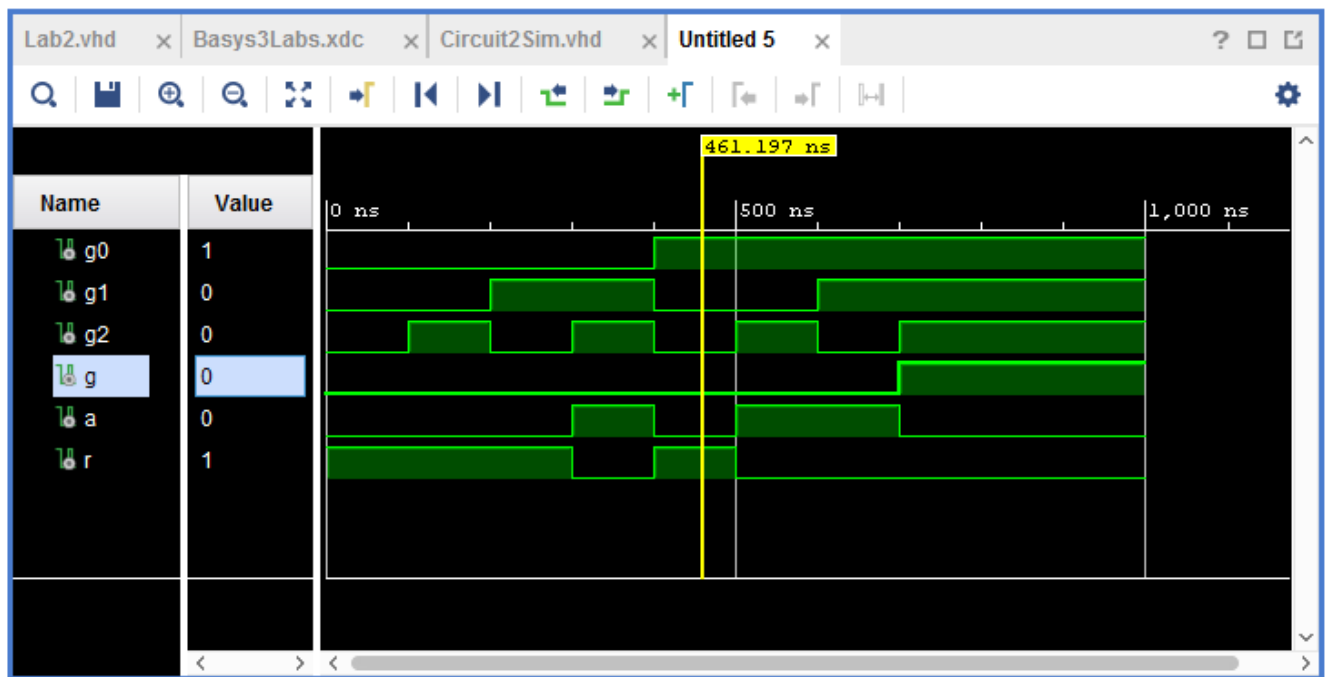 Lab2.vhd × Basys3Labs.xdc × Circuit2Sim.vhd × Untitled 5 × ?
461.197 ns
Name Value 0 ns 500 ns 1,000 ns
g0 1
g1 0
g2 0
g 0
a 0
r 1